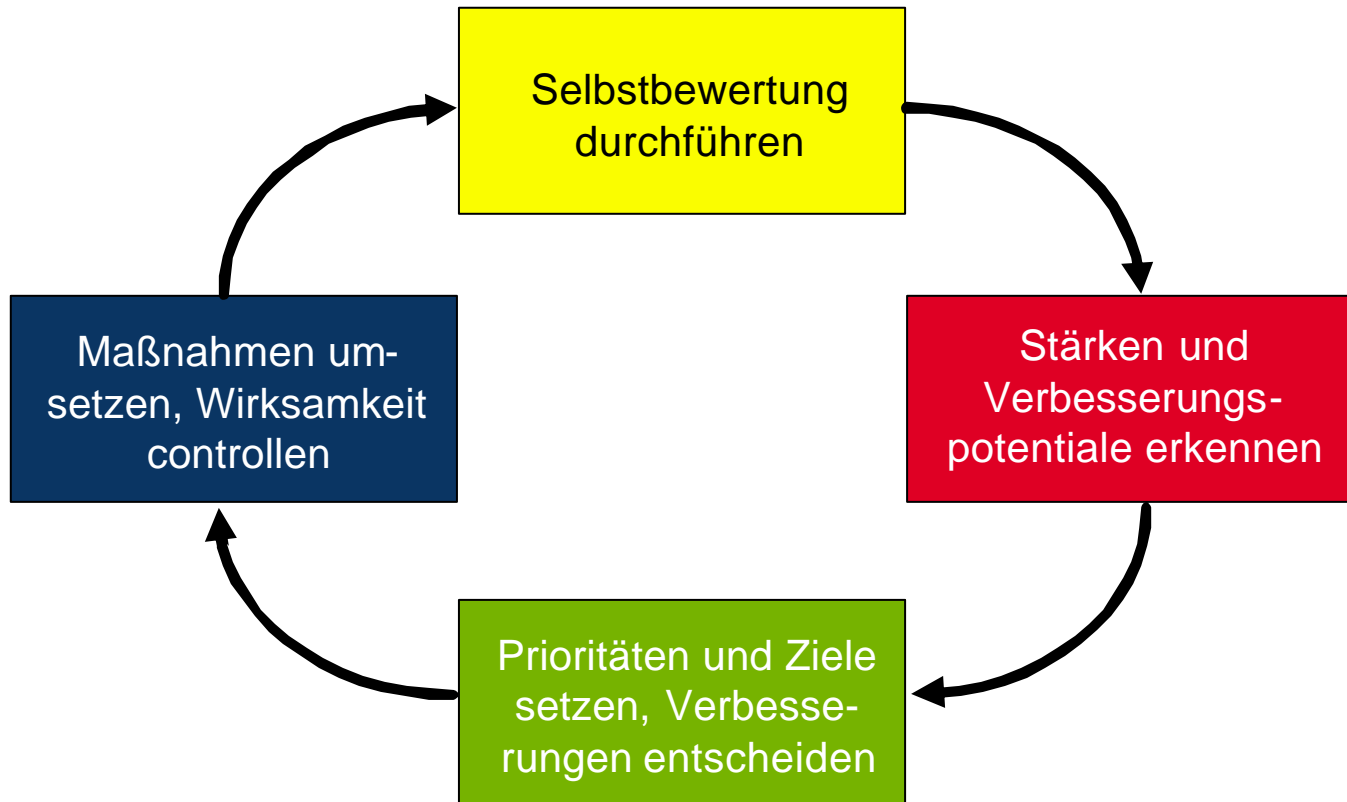 Selbstbewertung
durchführen
Stärken und
Verbesserungs-
potentiale erkennen
Prioritäten und Ziele
setzen, Verbesse-
rungen entscheiden
Maßnahmen um-
setzen, Wirksamkeit
controllen